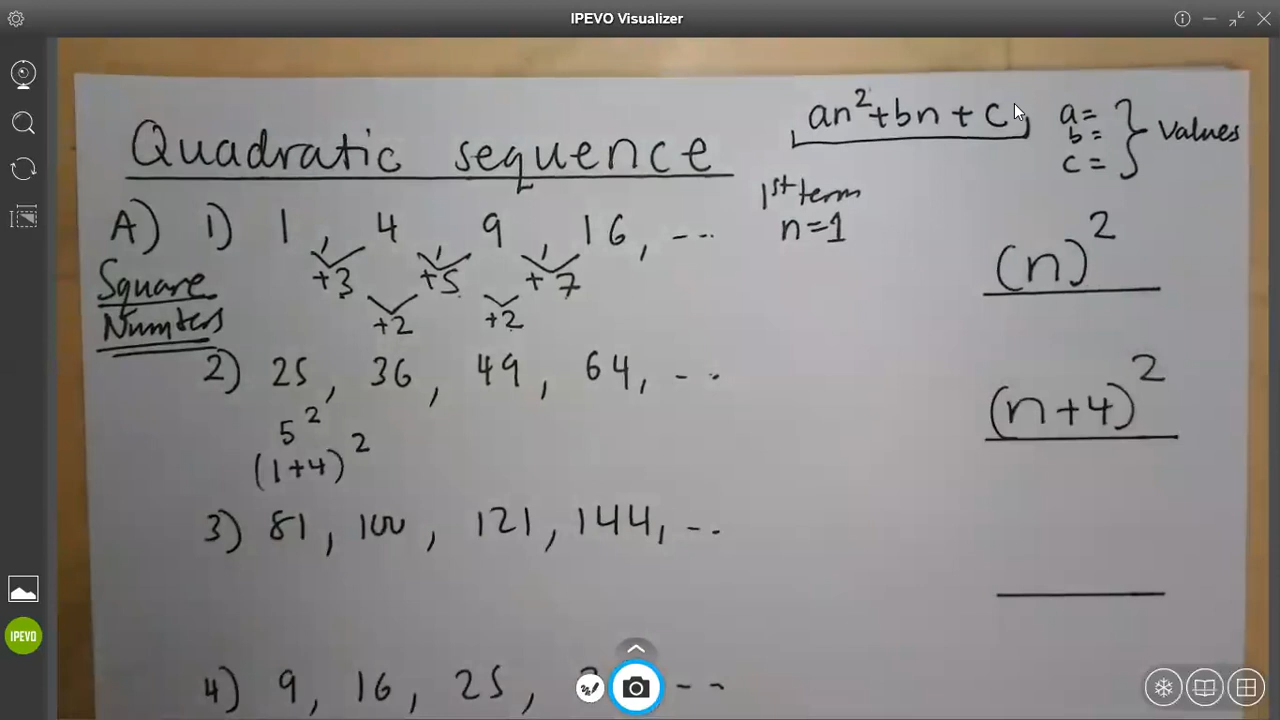 IPEVO Visualizer
Quadratic sequence
an²+bn+c
a=
b=
c=
values
1st term
n=1
A) 1) 1, 4, 9, 16, ...
+3 +5 +7
+2 +2
Square
Numters
(n)²
2) 25, 36, 49, 64, ...
5²
(1+4)²
(n+4)²
3) 81, 100, 121, 144, ..
4) 9, 16, 25, --
IPEVO